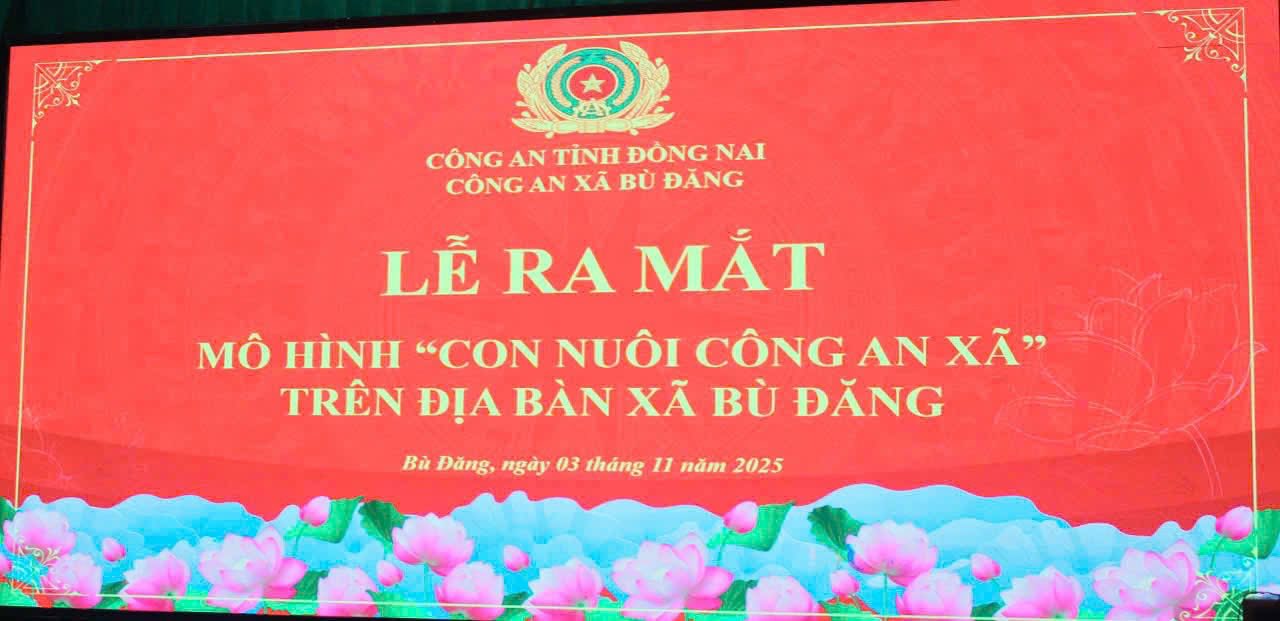 CÔNG AN TỈNH ĐỒNG NAI
CÔNG AN XÃ BÙ ĐĂNG
LỄ RA MẮT
MÔ HÌNH “CON NUÔI CÔNG AN XÔ
TRÊN ĐỊA BÀN XÃ BÙ ĐĂNG
Bù Đăng, ngày 03 tháng 11 năm 2025